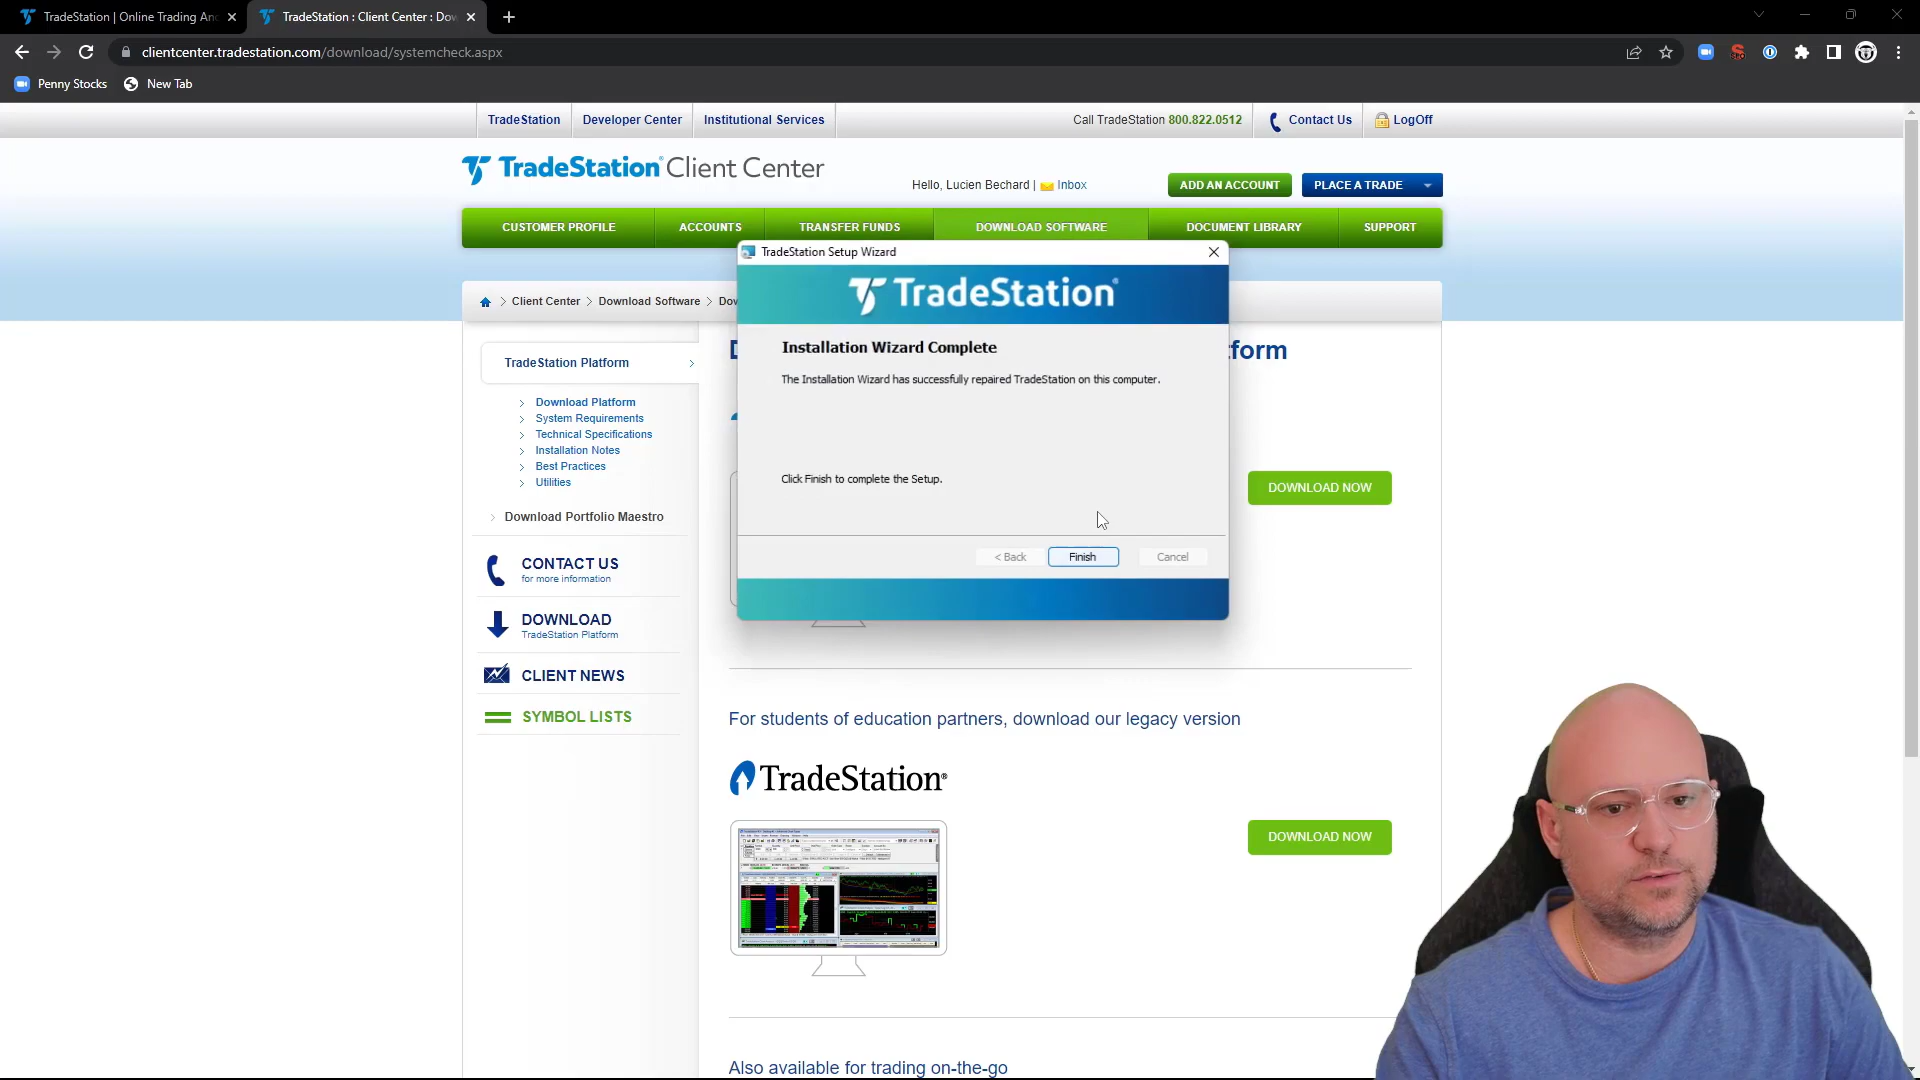 TradeStation | Online Trading An
TradeStation : Client Center : Dow
clientcenter.tradestation.com/download/systemcheck.aspx
Penny Stocks
New Tab
TradeStation
Developer Center
Institutional Services
Call TradeStation 800.822.0512
Contact Us
LogOff
TradeStation Client Center
Hello, Lucien Bechard | Inbox
ADD AN ACCOUNT
PLACE A TRADE
CUSTOMER PROFILE
ACCOUNTS
TRANSFER FUNDS
DOWNLOAD SOFTWARE
DOCUMENT LIBRARY
SUPPORT
TradeStation Setup Wizard
TradeStation
Installation Wizard Complete
The Installation Wizard has successfully repaired TradeStation on this computer.
Click Finish to complete the Setup.
< Back
Finish
Cancel
> Client Center > Download Software > Dow
tform
TradeStation Platform
Download Platform
System Requirements
Technical Specifications
Installation Notes
Best Practices
Utilities
Download Portfolio Maestro
CONTACT US
for more information
DOWNLOAD
TradeStation Platform
CLIENT NEWS
SYMBOL LISTS
DOWNLOAD NOW
For students of education partners, download our legacy version
TradeStation
DOWNLOAD NOW
Also available for trading on-the-go